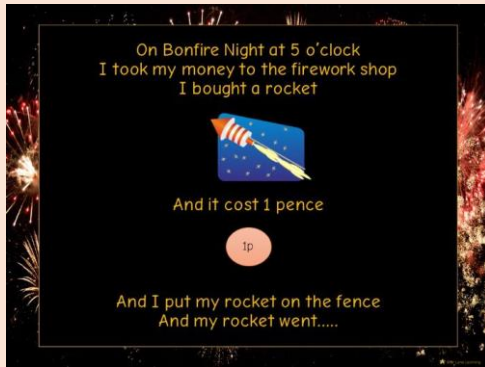 On Bonfire Night at 5 o'clock
I took my money to the firework shop
I bought a rocket
And it cost 1 pence
1p
And I put my rocket on the fence
And my rocket went.....